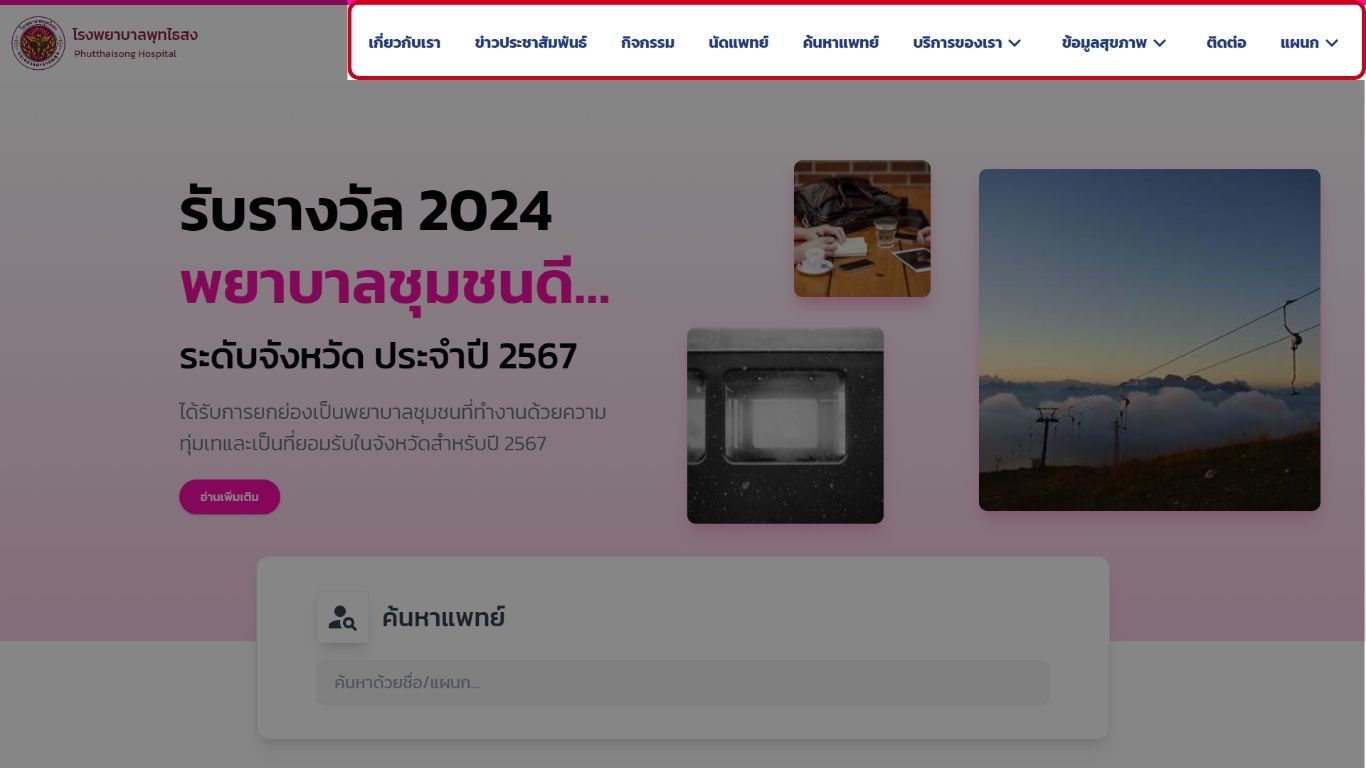 โรงพยาบาลพุทไธสง
Phutthaisong Hospital
เกี่ยวกับเรา ข่าวประชาสัมพันธ์ กิจกรรม นัดแพทย์ ค้นหาแพทย์ บริการของเรา ข้อมูลสุขภาพ ติดต่อ แผนก
รับรางวัล 2024
พยาบาลชุมชนดี...
ระดับจังหวัด ประจำปี 2567
ได้รับการยกย่องเป็นพยาบาลชุมชนที่ทำงานด้วยความ
ทุ่มเทและเป็นที่ยอมรับในจังหวัดสำหรับปี 2567
อ่านเพิ่มเติม
ค้นหาแพทย์
ค้นหาด้วยชื่อ/แผนก...